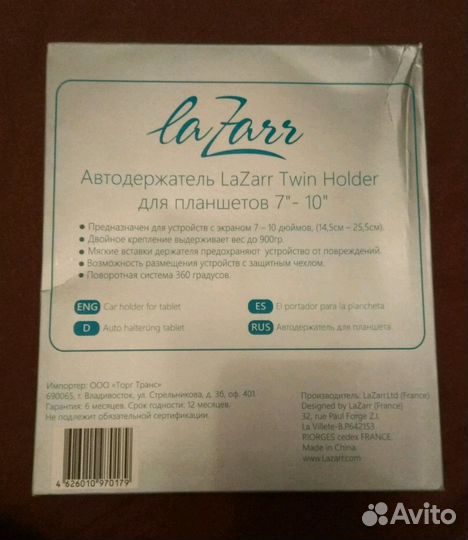 laZarr
Автодержатель LaZarr Twin Holder
для планшетов 7"- 10"
• Предназначен для устройств с экраном 7 – 10 дюймов, (14,5см – 25,5см).
• Двойное крепление выдерживает вес до 900гр.
• Мягкие вставки держателя предохраняют устройство от повреждений.
• Возможность размещения устройств с защитным чехлом.
• Поворотная система 360 градусов.
ENG Car holder for tablet
ES El portador para la plancheta
D Auto halterung tablet
RUS Автодержатель для планшета
Импортер: ООО «Торг Транс»
690065, г. Владивосток, ул. Стрельникова, д. 3б, оф. 401
Гарантия: 6 месяцев. Срок годности: 12 месяцев.
Не подлежит обязательной сертификации.
Производитель: LaZarr.Ltd (France)
Designed by LaZarr (France)
32, rue Paul Forge Z.I.
La Villete-B.P.642153
RIORGES cedex FRANCE.
Made in China.
www.Lazarr.com
4 626010 970179
Avito